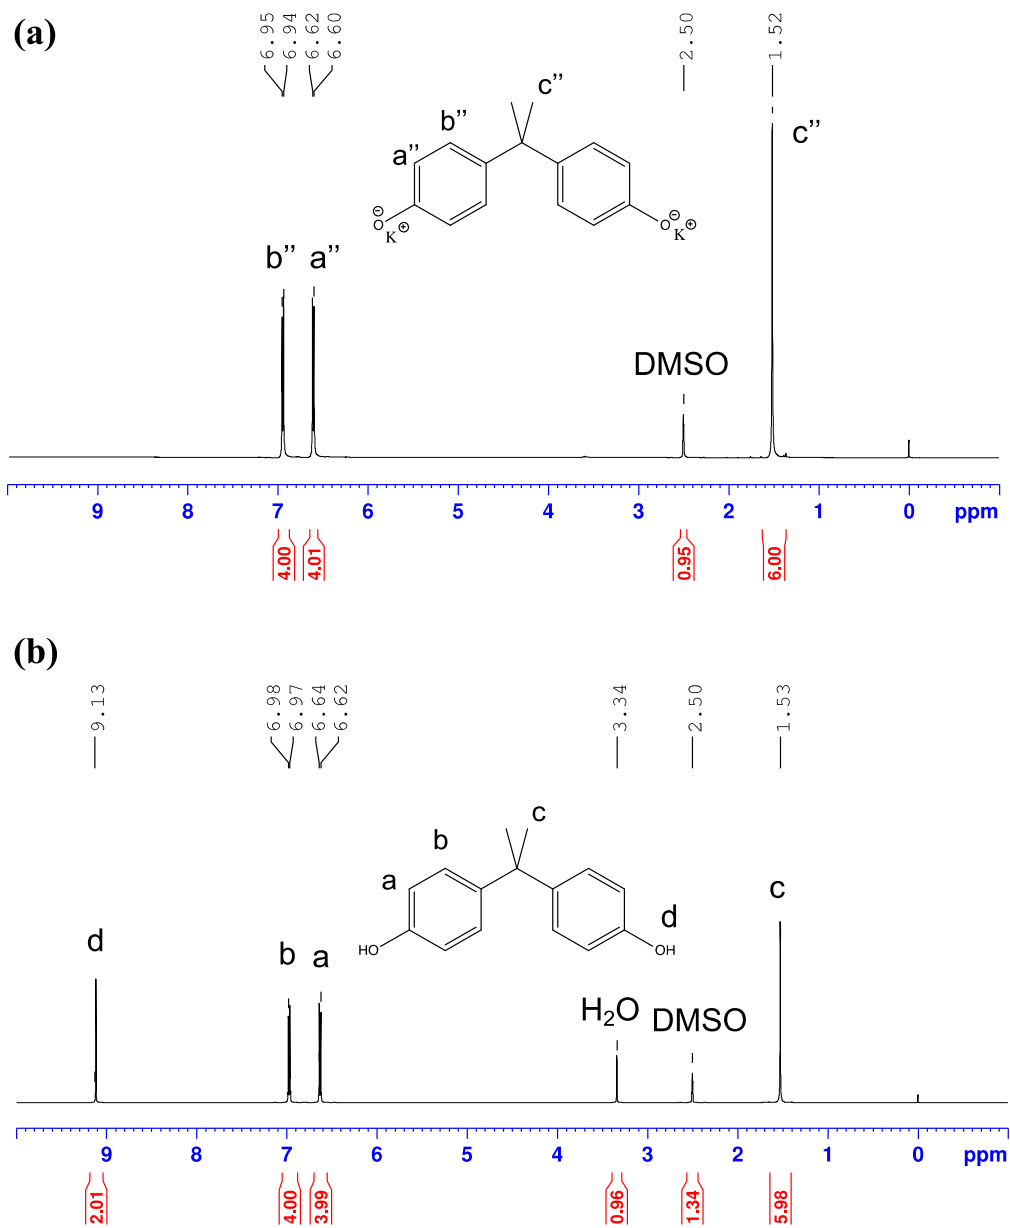 (a)
6.95
6.94
6.62
6.60
2.50
1.52
c’’
b’’
a’’
c’’
O⊖
K⊕
O⊖
K⊕
b’’ a’’
DMSO
9 8 7 6 5 4 3 2 1 0 ppm
4.00
4.01
0.95
6.00
(b)
9.13
6.98
6.97
6.64
6.62
3.34
2.50
1.53
c
b
a
c
d
d
b
a
HO
OH
H₂O
DMSO
9 8 7 6 5 4 3 2 1 0 ppm
2.01
4.00
3.99
0.96
1.34
5.98